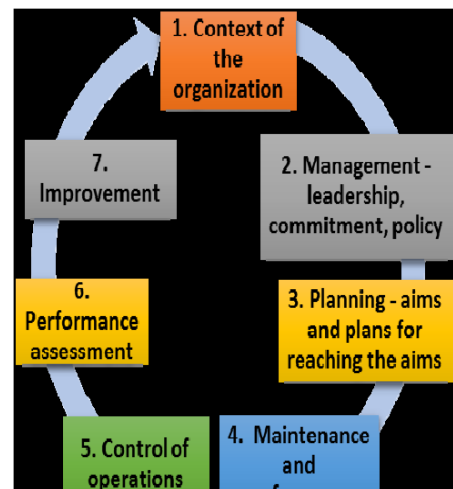 1. Context of
the
organization
2. Management -
leadership,
commitment, policy
3. Planning - aims
and plans for
reaching the aims
4. Maintenance
and
5. Control of
operations
6.
Performance
assessment
7.
Improvement